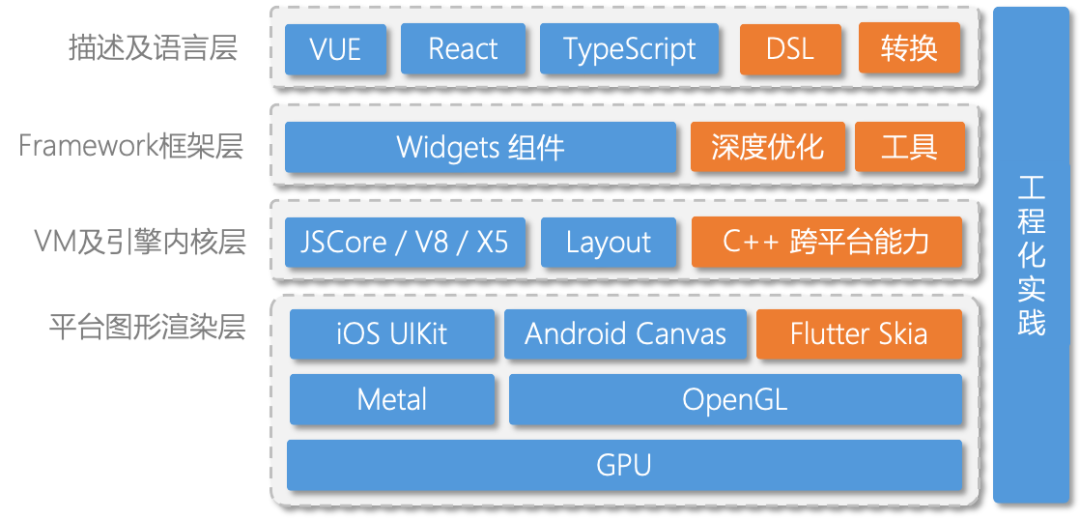 描述及语言层
VUE
React
TypeScript
DSL
转换
Framework框架层
Widgets 组件
深度优化
工具
VM及引擎内核层
JSCore / V8 / X5
Layout
C++ 跨平台能力
平台图形渲染层
iOS UIKit
Android Canvas
Flutter Skia
Metal
OpenGL
GPU
工程化实践